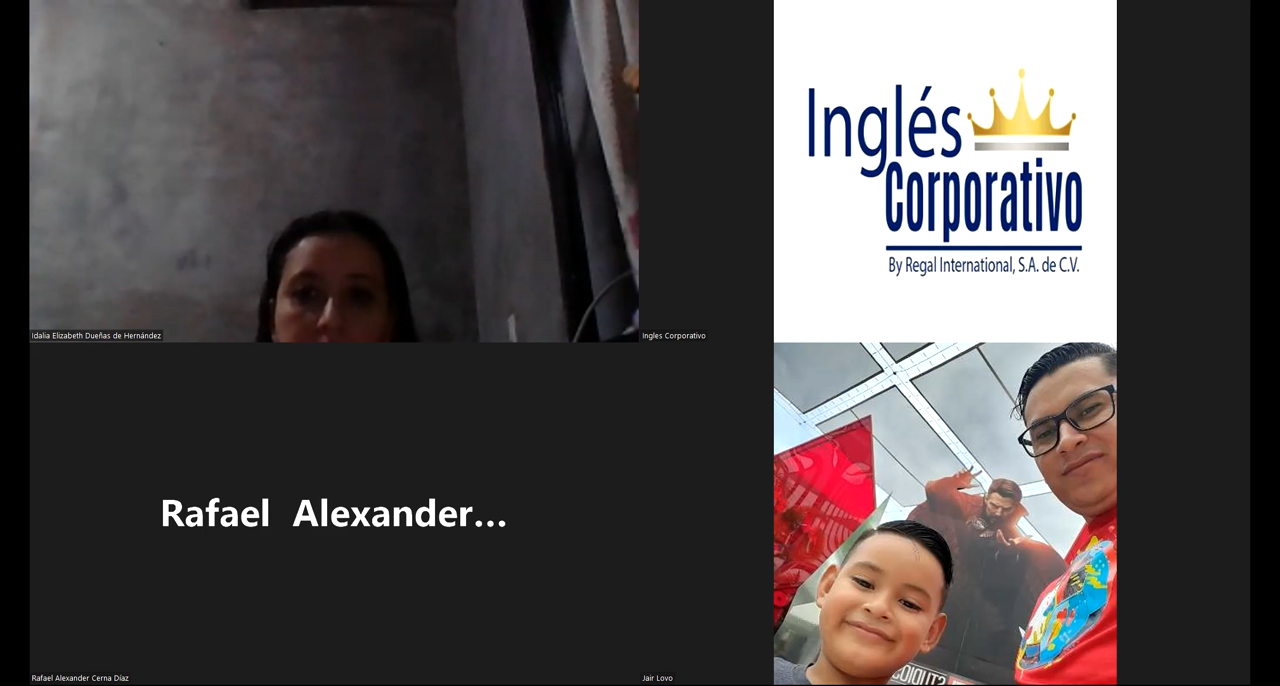 Inglés
Corporativo
By Regal International, S.A. de C.V.
Idalia Elizabeth Dueñas de Hernández
Ingles Corporativo
Rafael Alexander...
Rafael Alexander Cerna Díaz
Jair Lovo